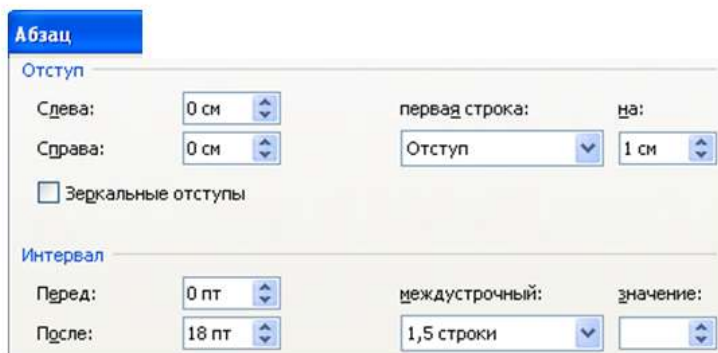 Абзац
Отступ
Слева: 0 см первая строка: на:
Справа: 0 см Отступ 1 см
Зеркальные отступы
Интервал
Перед: 0 пт междустрочный: значение:
После: 18 пт 1,5 строки